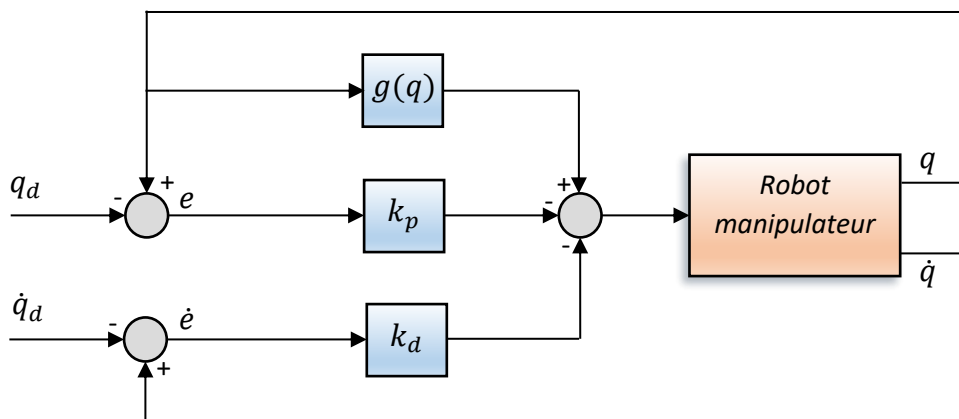 g(q)
+
q_d
-
e
k_p
+
-
-
Robot
manipulateur
q
q̇
q̇_d
-
ė
k_d
+